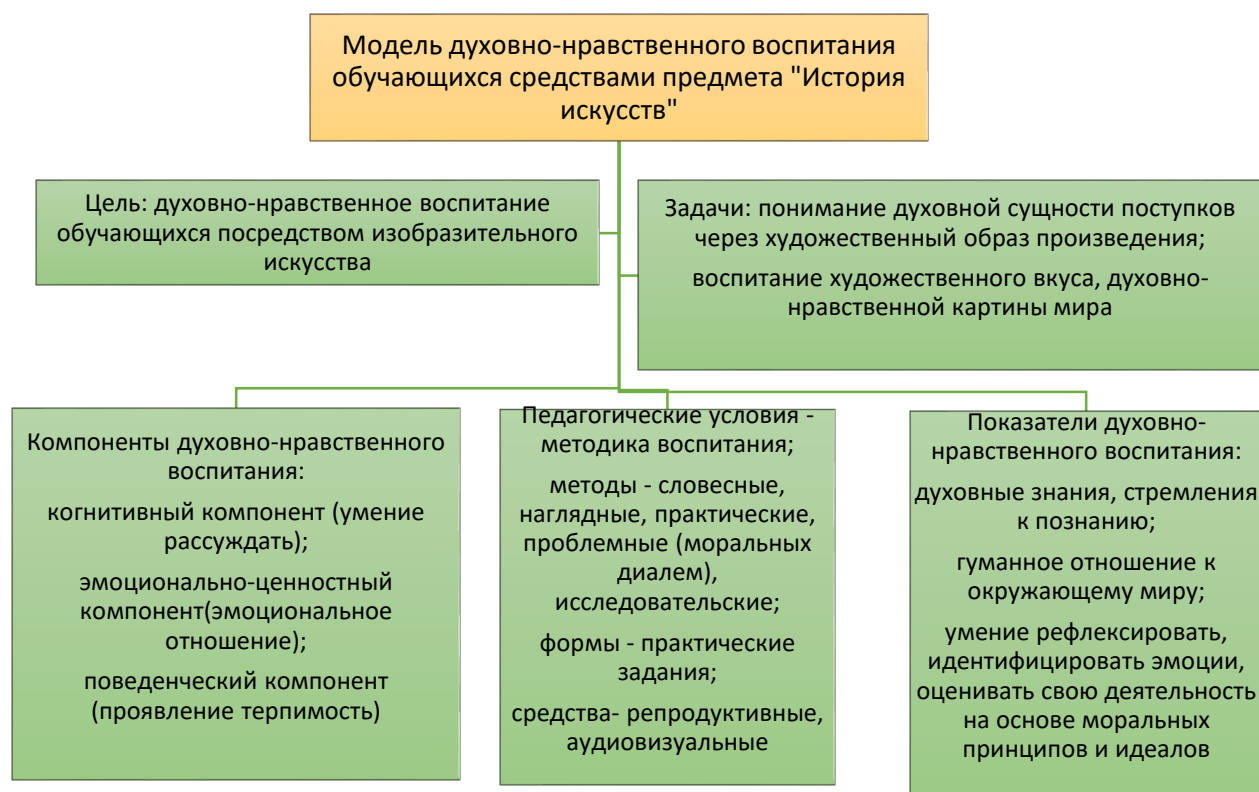 Модель духовно-нравственного воспитания
обучающихся средствами предмета "История
искусств"
Цель: духовно-нравственное воспитание
обучающихся посредством изобразительного
искусства
Задачи: понимание духовной сущности поступков
через художественный образ произведения;
воспитание художественного вкуса, духовно-
нравственной картины мира
Компоненты духовно-нравственного
воспитания:
когнитивный компонент (умение
рассуждать);
эмоционально-ценностный
компонент(эмоциональное
отношение);
поведенческий компонент
(проявление терпимость)
Педагогические условия -
методика воспитания;
методы - словесные,
наглядные, практические,
проблемные (моральных
диалем),
исследовательские;
формы - практические
задания;
средства- репродуктивные,
аудиовизуальные
Показатели духовно-
нравственного воспитания:
духовные знания, стремления
к познанию;
гуманное отношение к
окружающему миру;
умение рефлексировать,
идентифицировать эмоции,
оценивать свою деятельность
на основе моральных
принципов и идеалов